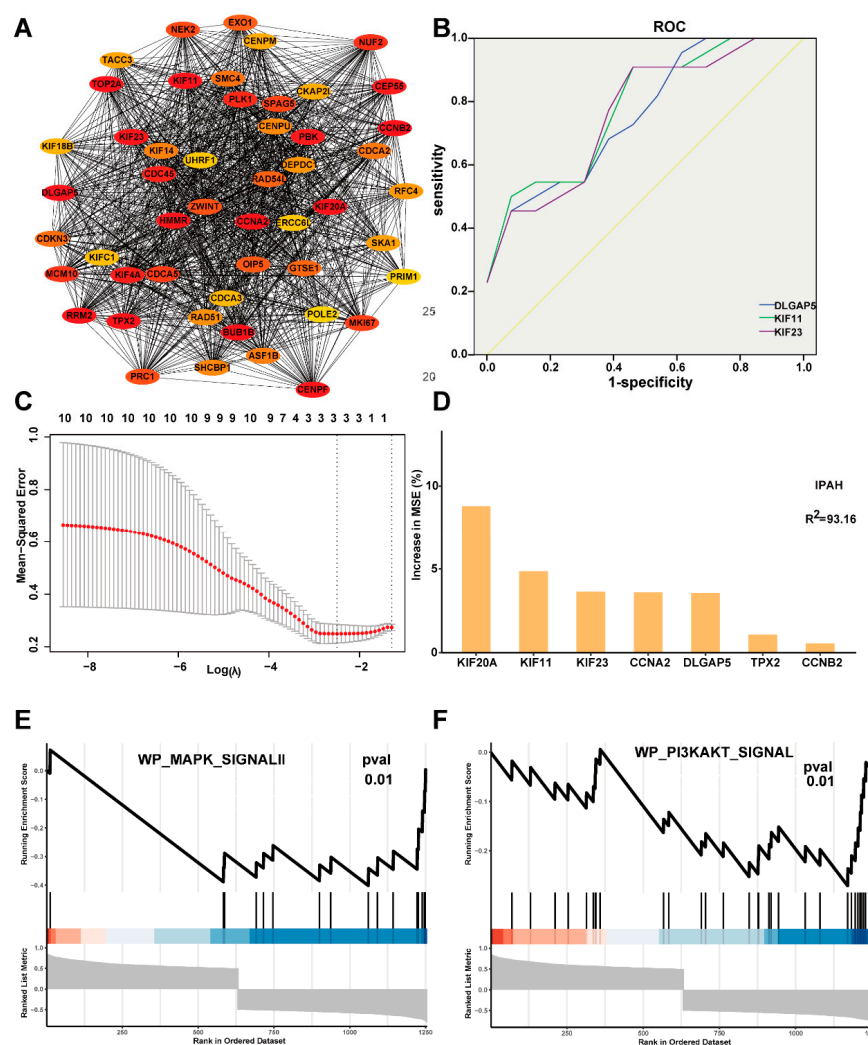 A
NEK2
EXO1
CENPM
NUF2
TACC3
TOP2A
KIF11
SMC4
CKAP2L
CEP55
PLK1
SPAG5
CCNB2
KIF18B
KIF23
KIF14
CENPU
PBK
CDCA2
UHRF1
DEPDC
CDC45
RAD54L
DLGAP5
RFC4
HMMR
ZWINT
CCNA2
KIF20A
ERCC6L
CDKN3
SKA1
KIFC1
MCM10
KIF4A
CDCA5
OIP5
GTSE1
PRIM1
CDCA3
RRM2
TPX2
RAD51
BUB1B
POLE2
MKI67
25
PRC1
SHCBP1
ASF1B
CENPF
20
B
ROC
1.0
0.8
0.6
0.4
0.2
0.0
sensitivity
DLGAP5
KIF11
KIF23
0.0 0.2 0.4 0.6 0.8 1.0
1-specificity
C
10 10 10 10 10 10 10 10 9 9 9 10 9 7 4 3 3 3 3 3 1 1
Mean-Squared Error
1.0
0.8
0.6
0.4
0.2
-8 -6 -4 -2
Log(λ)
D
Increase in MSE (%)
10
5
0
IPAH
R2=93.16
KIF20A KIF11 KIF23 CCNA2 DLGAP5 TPX2 CCNB2
E
WP_MAPK_SIGNALII
pval
0.01
Running Enrichment Score
0.1
0.0
-0.1
-0.2
-0.3
-0.4
Ranked List Metric
1.0
0.5
0.0
-0.5
250 500 750 1000 1250
Rank in Ordered Dataset
F
WP_PI3KAKT_SIGNAL
pval
0.01
Running Enrichment Score
0.0
-0.1
-0.2
Ranked List Metric
1.0
0.5
0.0
-0.5
250 500 750 1000
Rank in Ordered Dataset